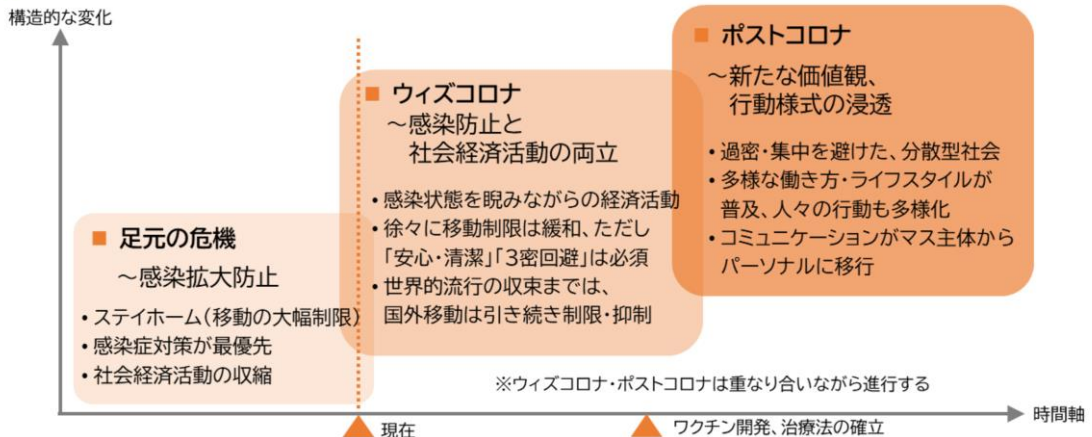 構造的な変化
■ 足元の危機
～感染拡大防止
・ステイホーム（移動の大幅制限）
・感染症対策が最優先
・社会経済活動の収縮
■ ウィズコロナ
～感染防止と
社会経済活動の両立
・感染状態を睨みながらの経済活動
・徐々に移動制限は緩和、ただし
「安心・清潔」「3密回避」は必須
・世界的流行の収束までは、
国外移動は引き続き制限・抑制
■ ポストコロナ
～新たな価値観、
行動様式の浸透
・過密・集中を避けた、分散型社会
・多様な働き方・ライフスタイルが
普及、人々の行動も多様化
・コミュニケーションがマス主体から
パーソナルに移行
※ウィズコロナ・ポストコロナは重なり合いながら進行する
時間軸
現在
ワクチン開発、治療法の確立